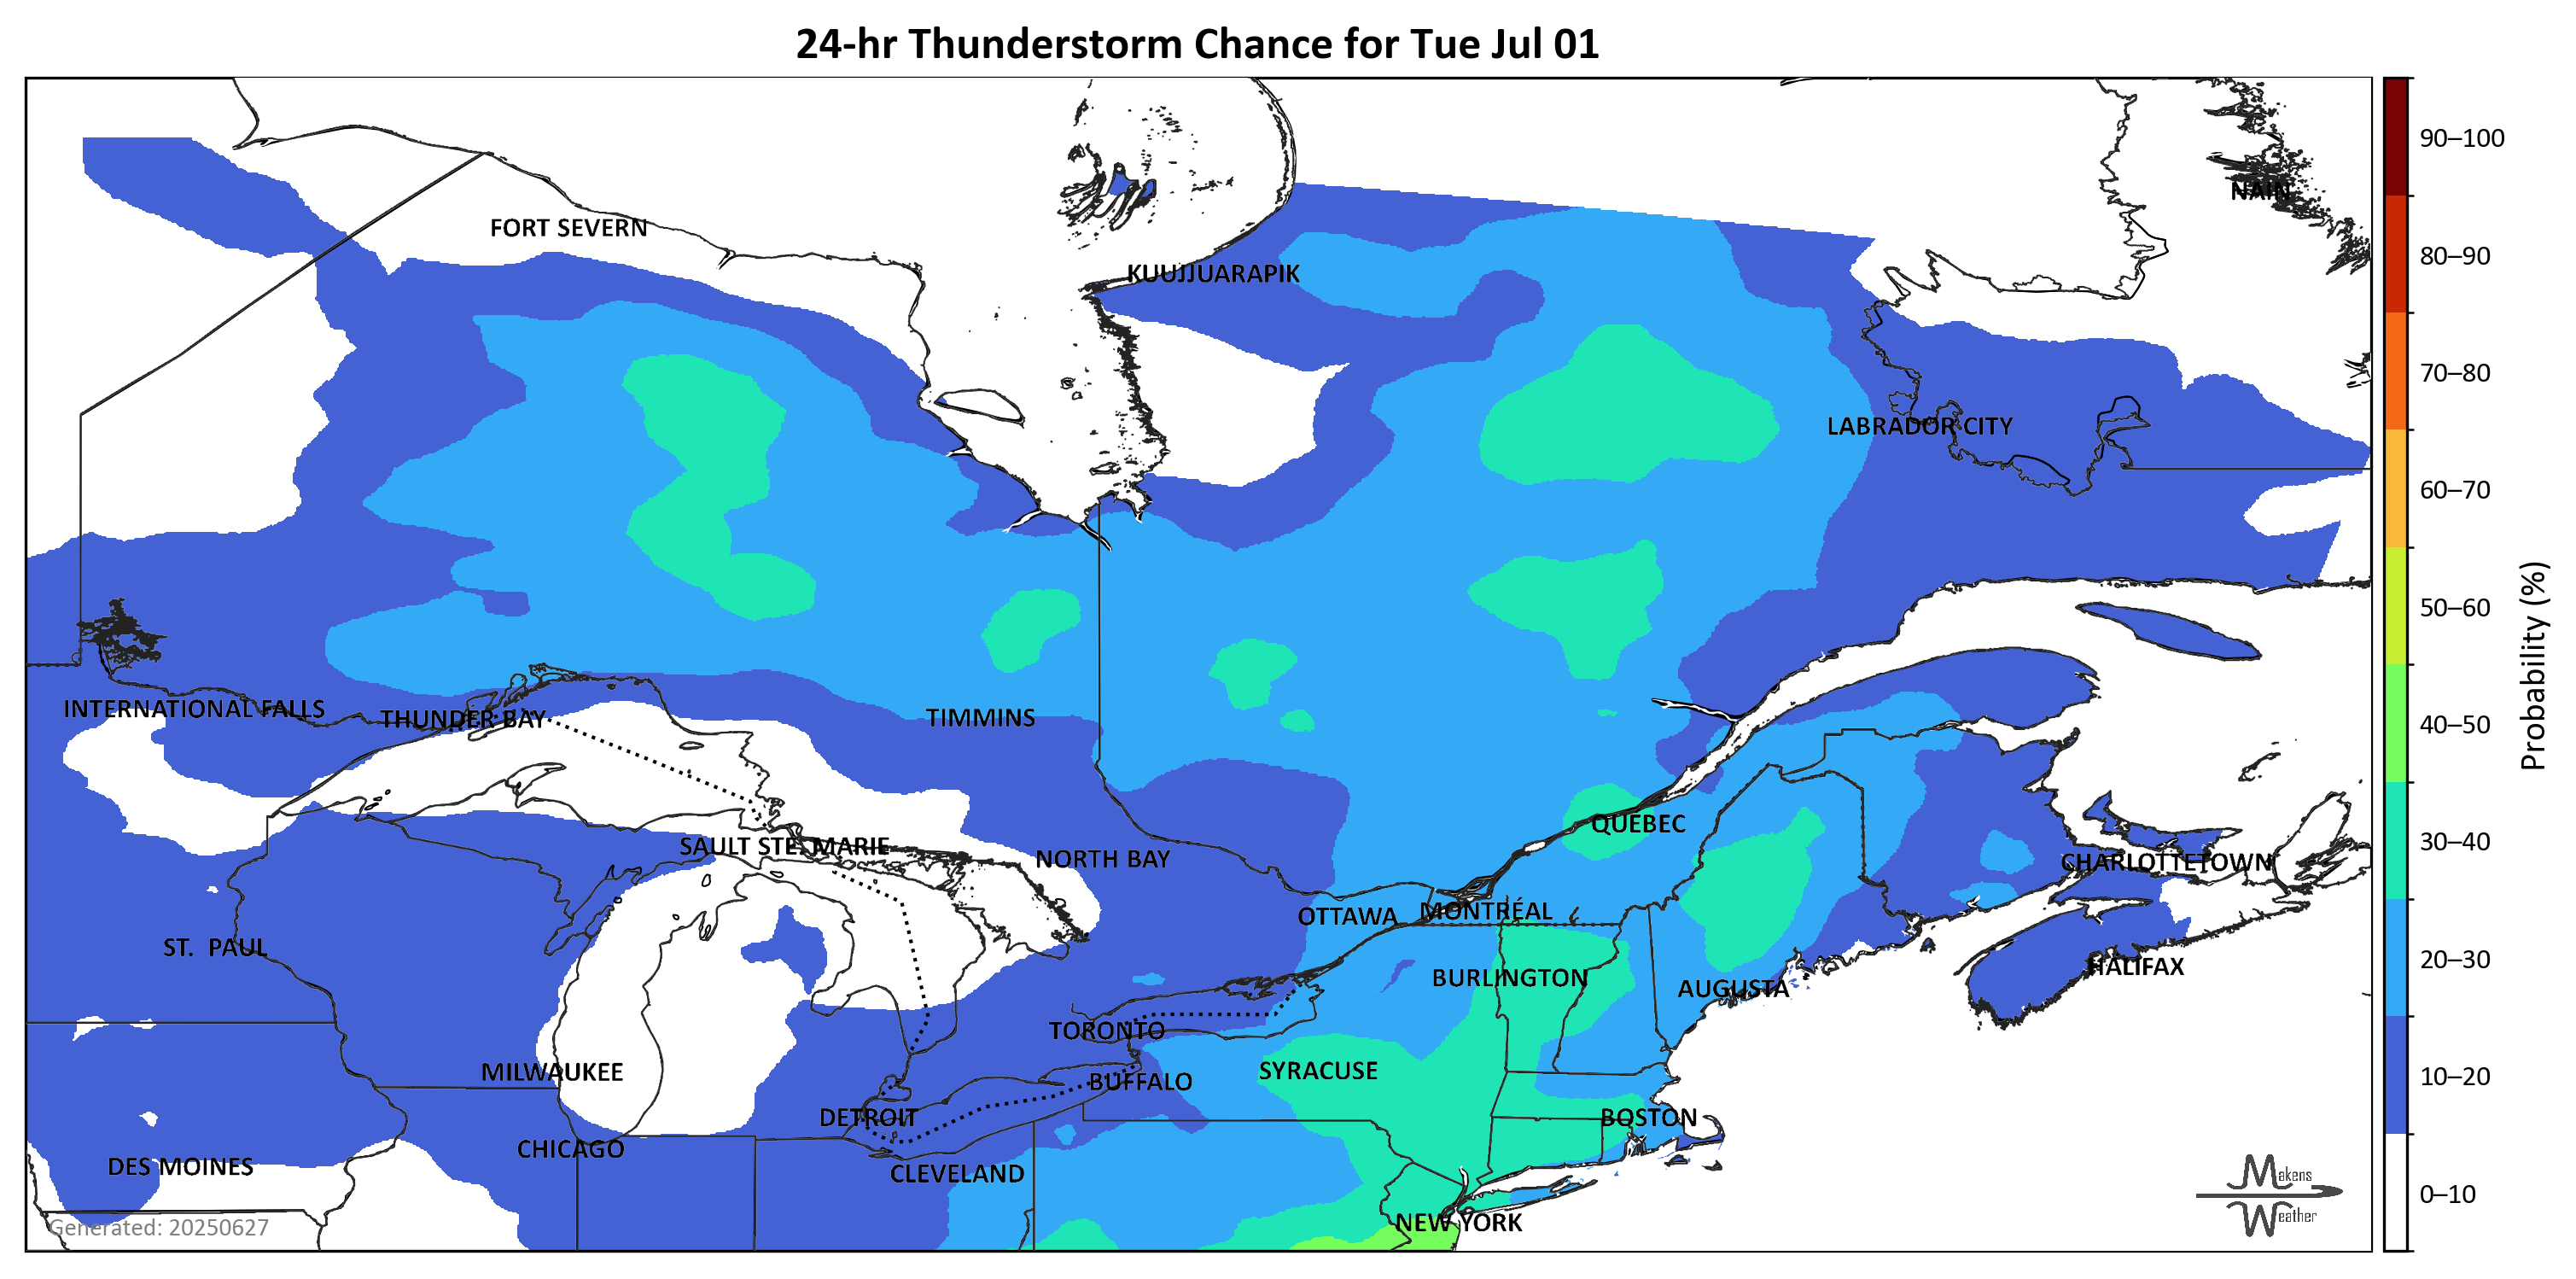 24-hr Thunderstorm Chance for Tue Jul 01
90–100
NAIN
FORT SEVERN
80–90
KUUJJUARAPIK
70–80
LABRADOR CITY
60–70
50–60
Probability (%)
INTERNATIONAL FALLS
THUNDER BAY
TIMMINS
40–50
QUEBEC
30–40
SAULT STE. MARIE
NORTH BAY
CHARLOTTETOWN
OTTAWA
MONTRÉAL
ST. PAUL
20–30
HALIFAX
BURLINGTON
AUGUSTA
TORONTO
MILWAUKEE
SYRACUSE
BUFFALO
10–20
DETROIT
BOSTON
CHICAGO
DES MOINES
CLEVELAND
Makens
Weather
0–10
Generated: 20250627
NEW YORK